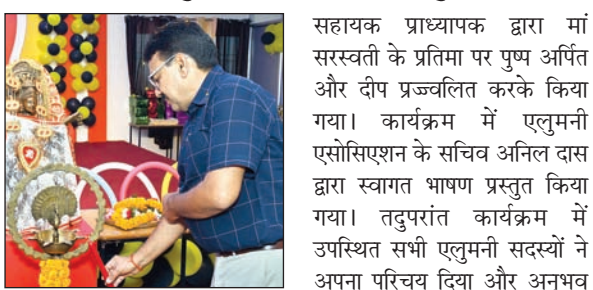 सहायक प्राध्यापक द्वारा मां
सरस्वती के प्रतिमा पर पुष्प अर्पित
और दीप प्रज्ज्वलित करके किया
गया। कार्यक्रम में एलुमनी
एसोसिएशन के सचिव अनिल दास
द्वारा स्वागत भाषण प्रस्तुत किया
गया। तदुपरांत कार्यक्रम में
उपस्थित सभी एलुमनी सदस्यों ने
अपना परिचय दिया और अनुभव